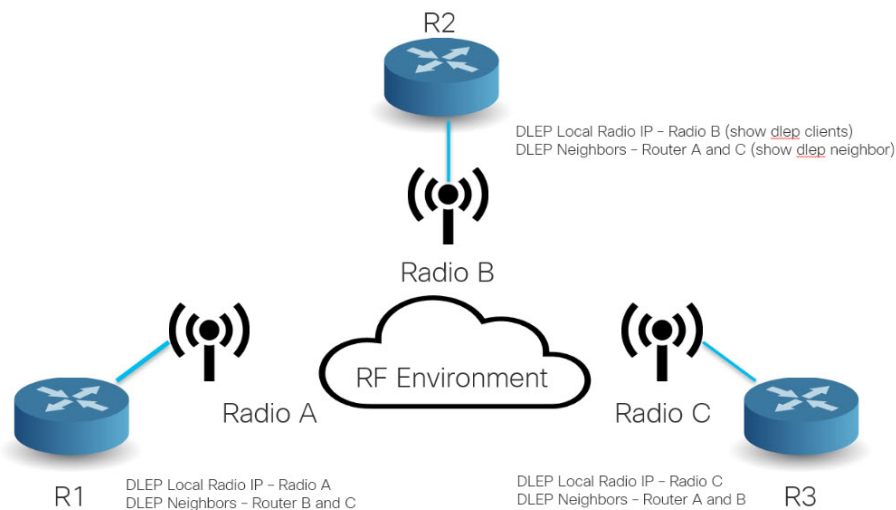 R2
DLEP Local Radio IP – Radio B (show dlep clients)
DLEP Neighbors – Router A and C (show dlep neighbor)
Radio B
RF Environment
Radio A
Radio C
R1
DLEP Local Radio IP – Radio A
DLEP Neighbors – Router B and C
DLEP Local Radio IP – Radio C
DLEP Neighbors – Router A and B
R3